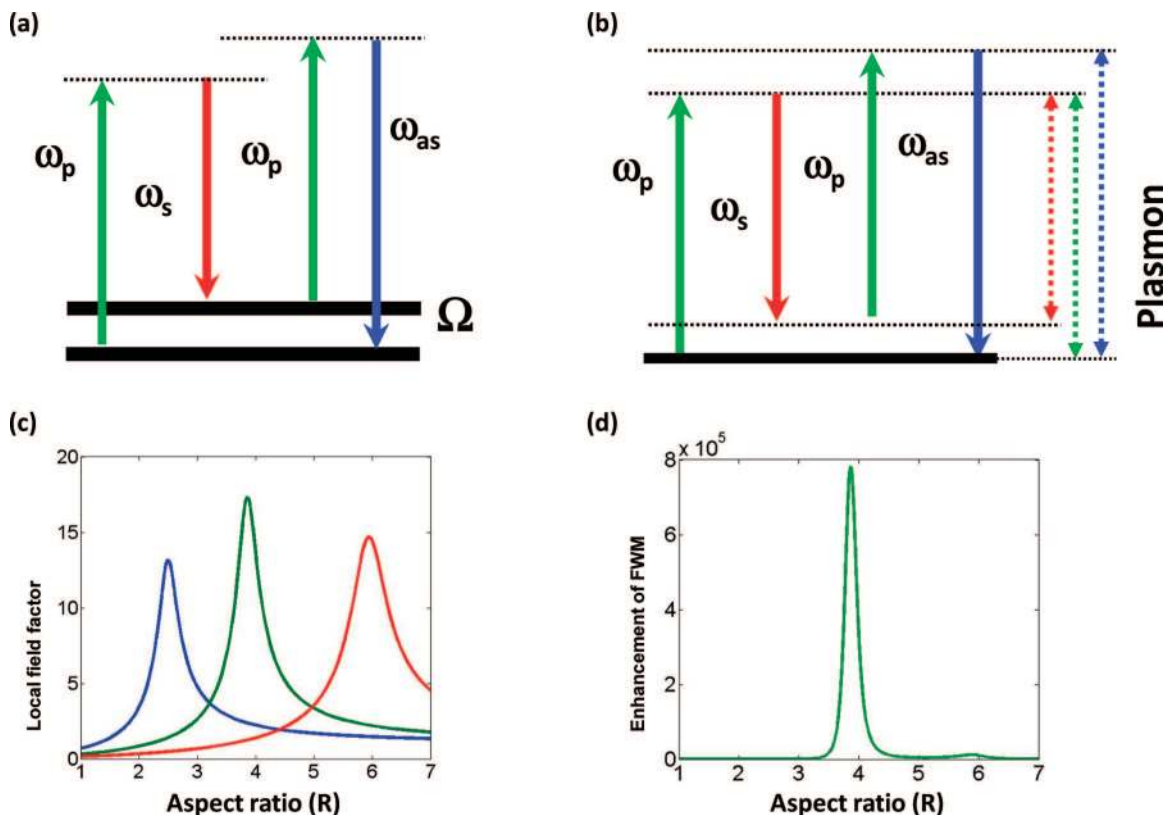 (a)
ωp
ωs
ωp
ωas
Ω
(b)
ωp
ωs
ωp
ωas
Plasmon
(c)
20
15
10
5
0
1 2 3 4 5 6 7
Local field factor
Aspect ratio (R)
(d)
8 x 10^5
6
4
2
0
1 2 3 4 5 6 7
Enhancement of FWM
Aspect ratio (R)